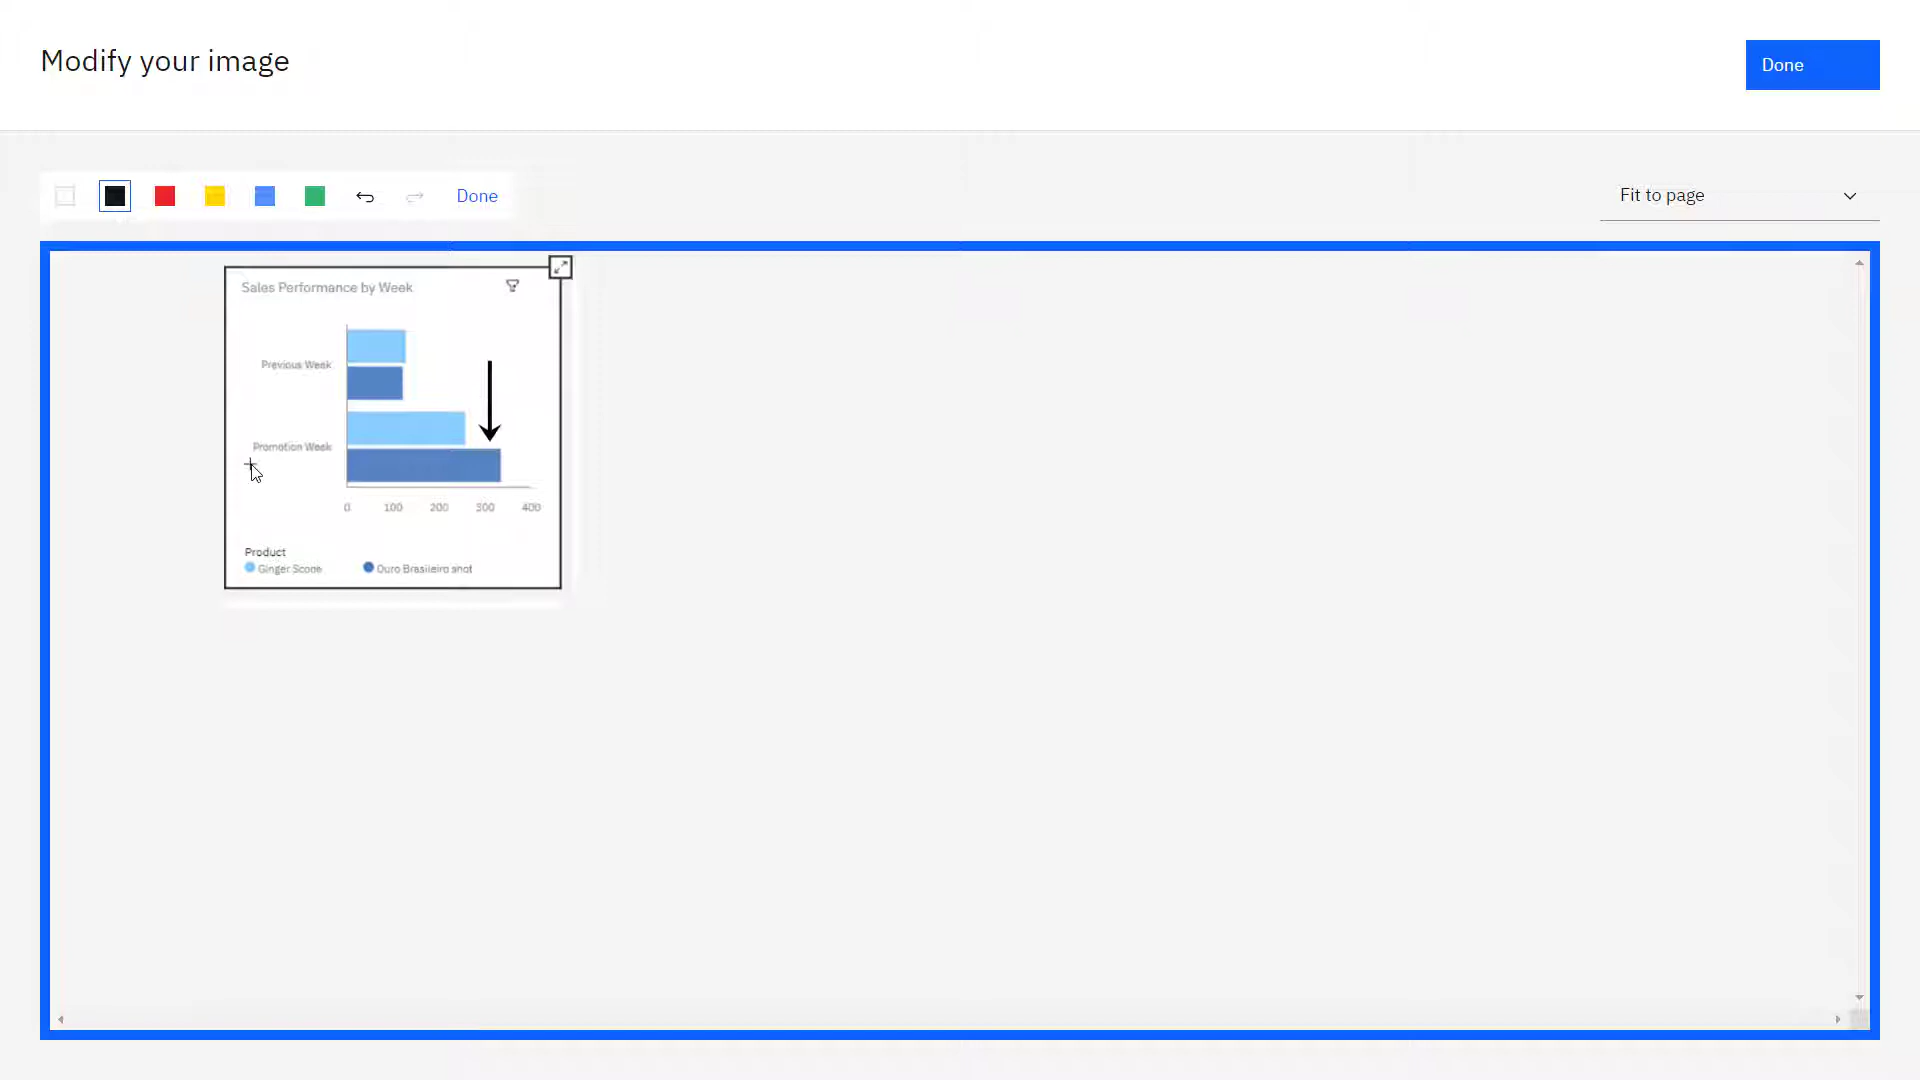 Modify your image
Done
Done
Fit to page
Sales Performance by Week
Previous Week
Promotion Week
0 100 200 300 400
Product
Ginger Scone
Ouro Brasileiro shot